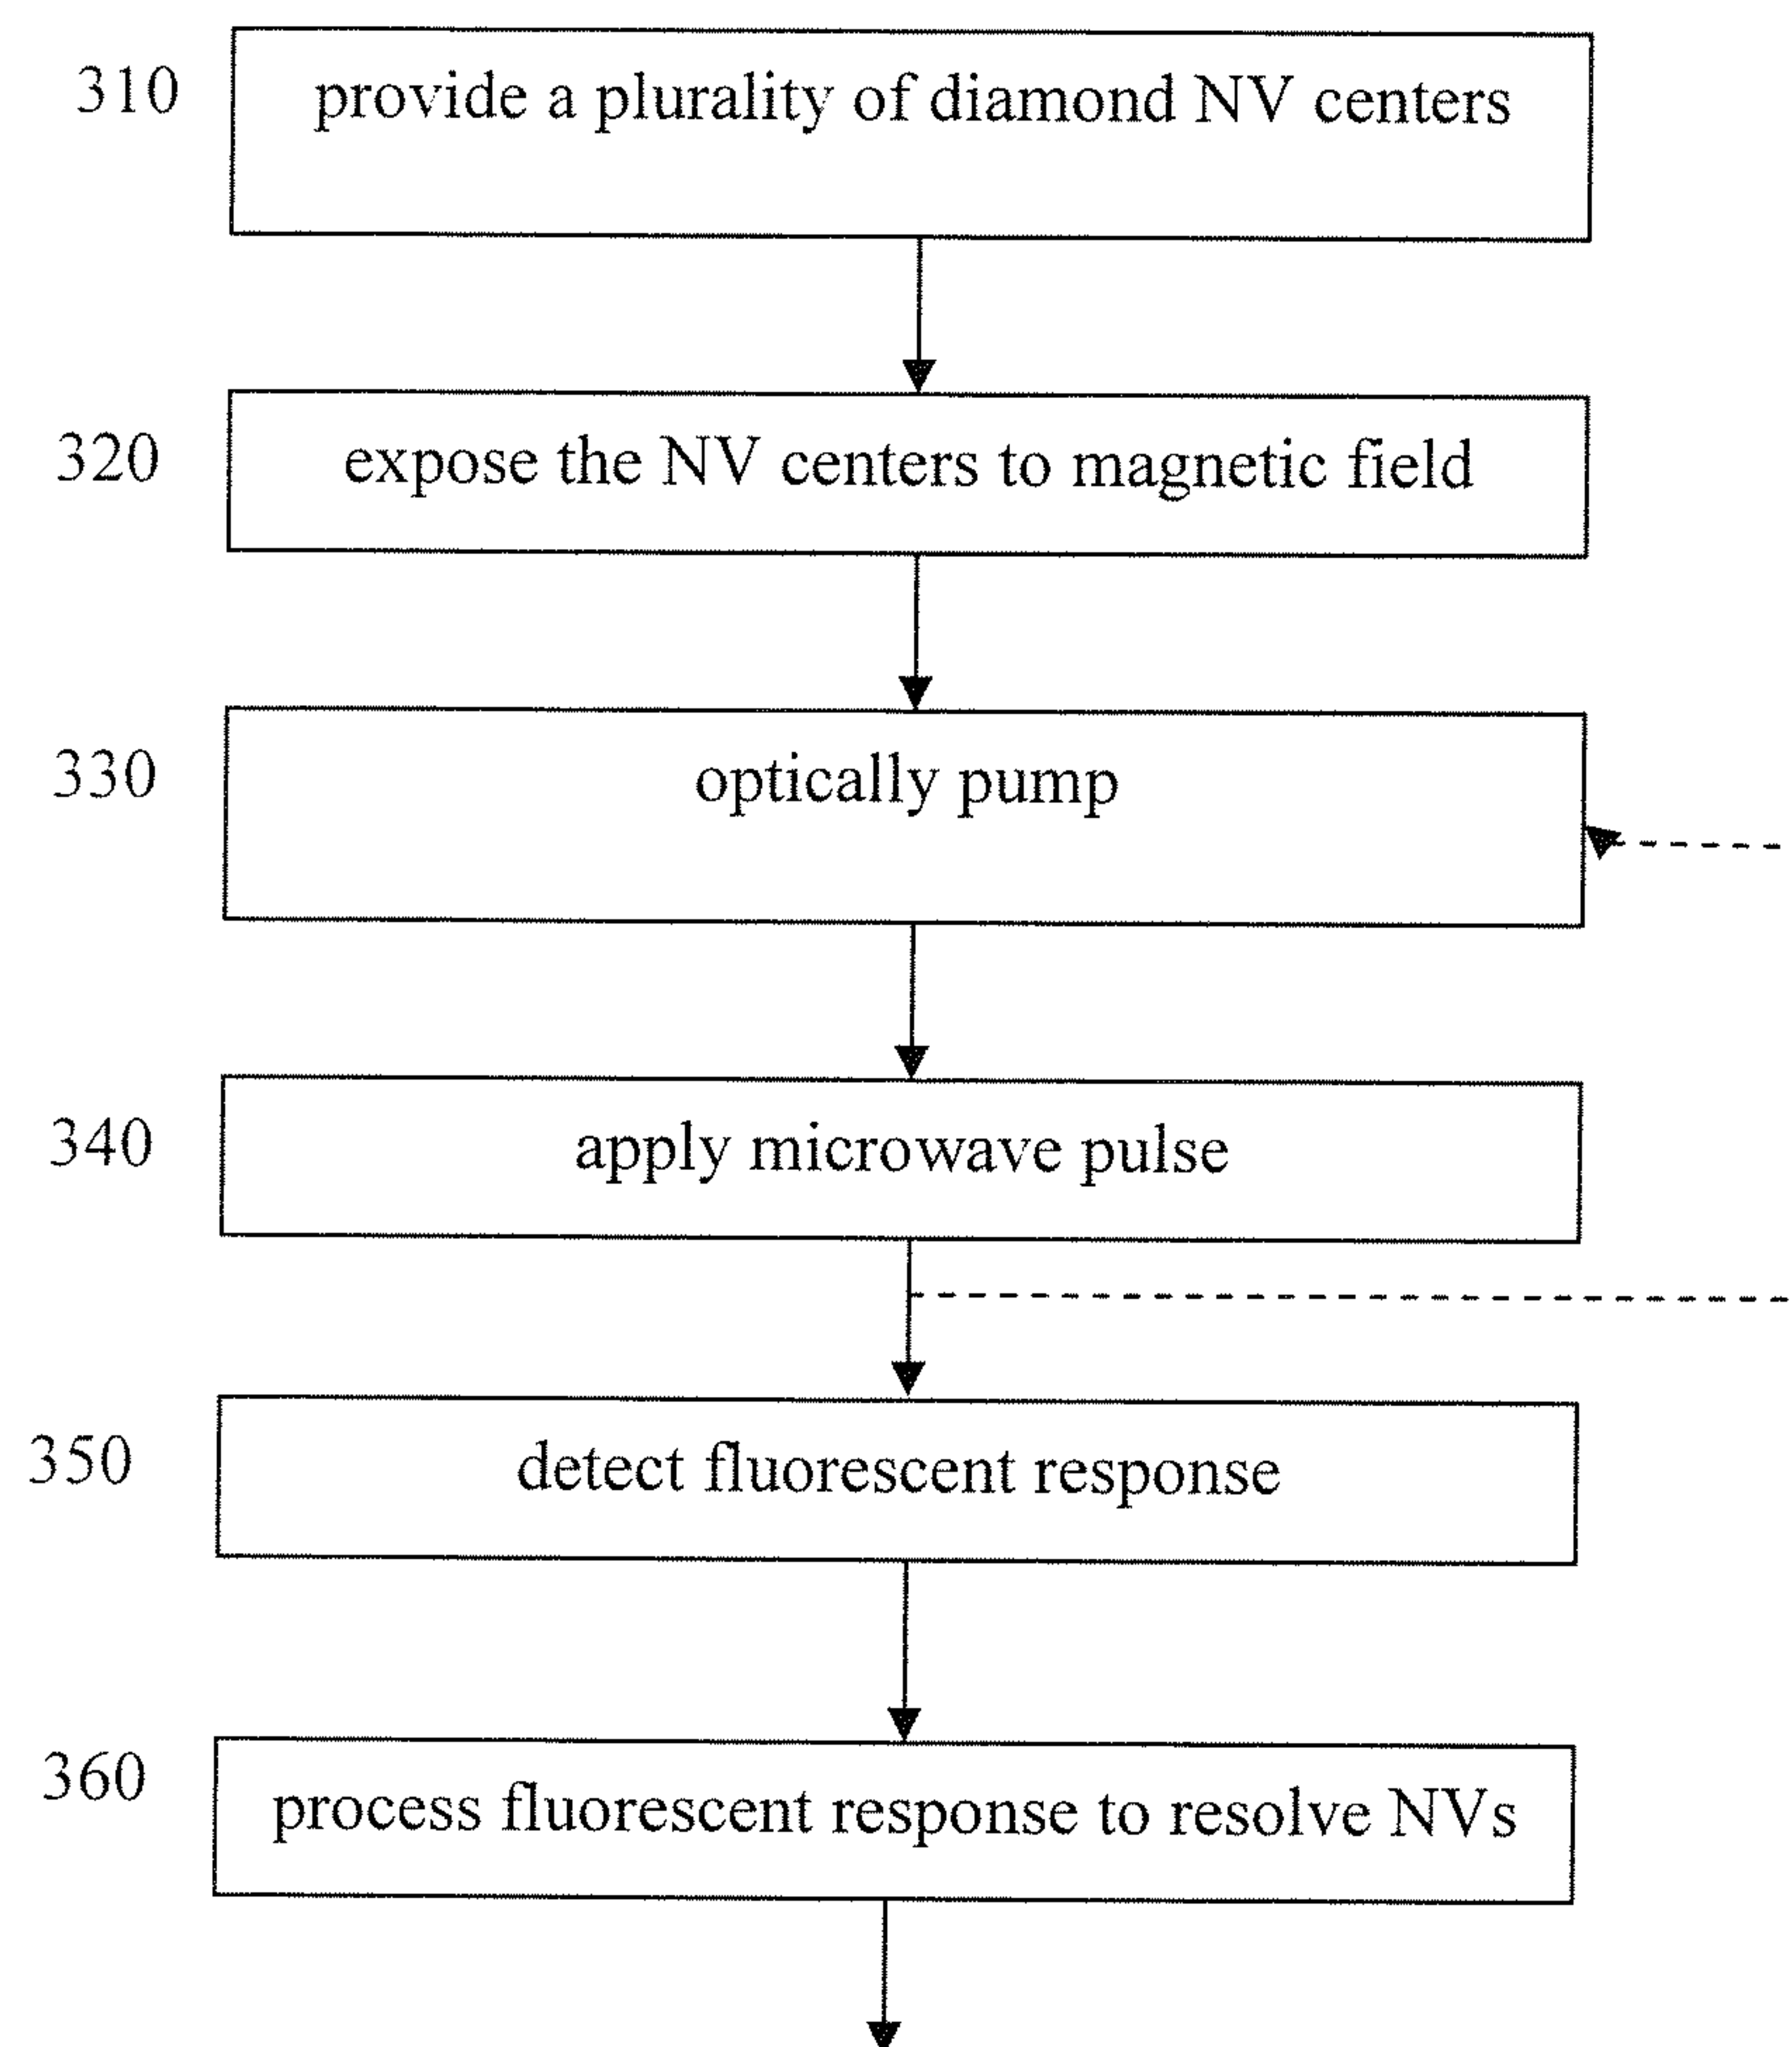 310 provide a plurality of diamond NV centers
320 expose the NV centers to magnetic field
330 optically pump
340 apply microwave pulse
350 detect fluorescent response
360 process fluorescent response to resolve NVs